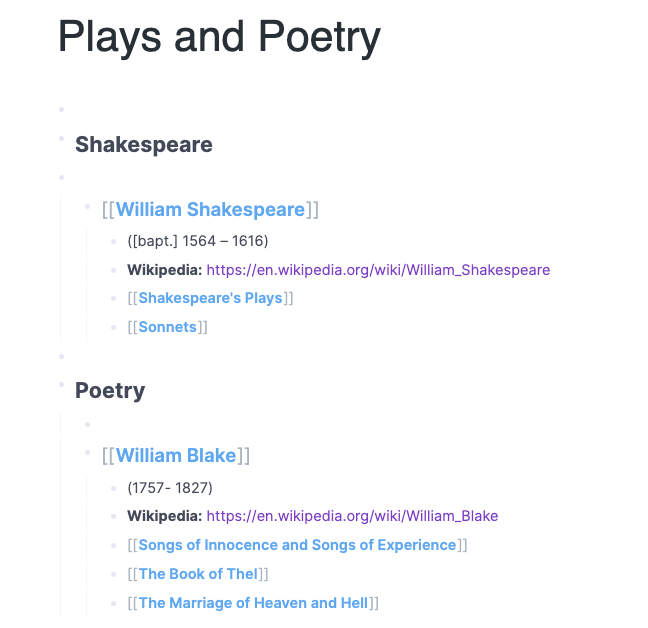 Plays and Poetry
Shakespeare
[[William Shakespeare]]
([bapt.] 1564 – 1616)
Wikipedia: https://en.wikipedia.org/wiki/William_Shakespeare
[[Shakespeare's Plays]]
[[Sonnets]]
Poetry
[[William Blake]]
(1757- 1827)
Wikipedia: https://en.wikipedia.org/wiki/William_Blake
[[Songs of Innocence and Songs of Experience]]
[[The Book of Thel]]
[[The Marriage of Heaven and Hell]]